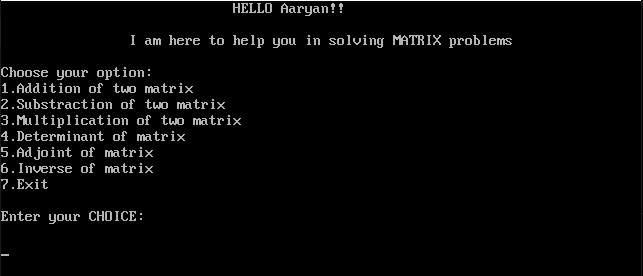 HELLO Aaryan!!
I am here to help you in solving MATRIX problems
Choose your option:
1.Addition of two matrix
2.Substraction of two matrix
3.Multiplication of two matrix
4.Determinant of matrix
5.Adjoint of matrix
6.Inverse of matrix
7.Exit
Enter your CHOICE: